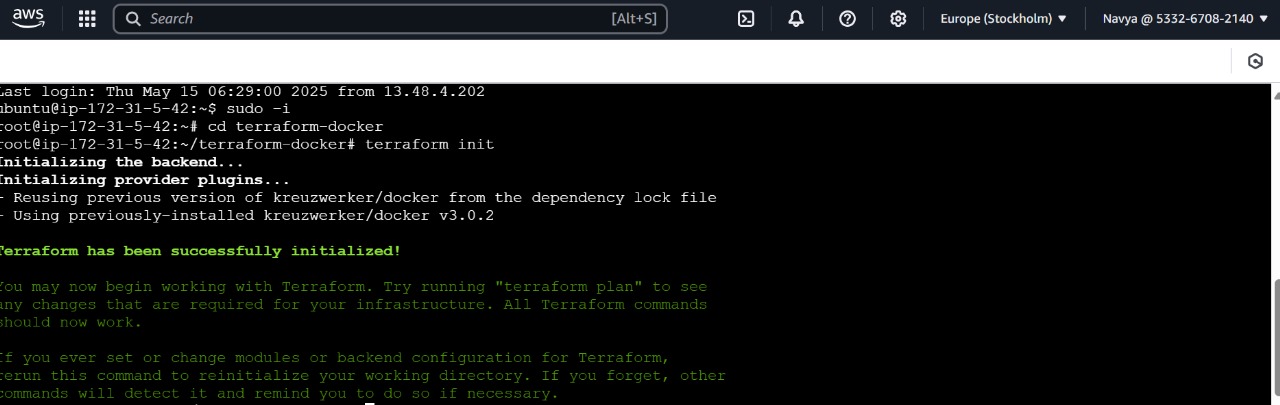 aws
Search [Alt+S] Europe (Stockholm) Navya @ 5332-6708-2140
Last login: Thu May 15 06:29:00 2025 from 13.48.4.202
ubuntu@ip-172-31-5-42:~$ sudo -i
root@ip-172-31-5-42:~# cd terraform-docker
root@ip-172-31-5-42:~/terraform-docker# terraform init
Initializing the backend...
Initializing provider plugins...
- Reusing previous version of kreuzwerker/docker from the dependency lock file
- Using previously-installed kreuzwerker/docker v3.0.2
Terraform has been successfully initialized!
You may now begin working with Terraform. Try running "terraform plan" to see
any changes that are required for your infrastructure. All Terraform commands
should now work.
If you ever set or change modules or backend configuration for Terraform,
rerun this command to reinitialize your working directory. If you forget, other
commands will detect it and remind you to do so if necessary.